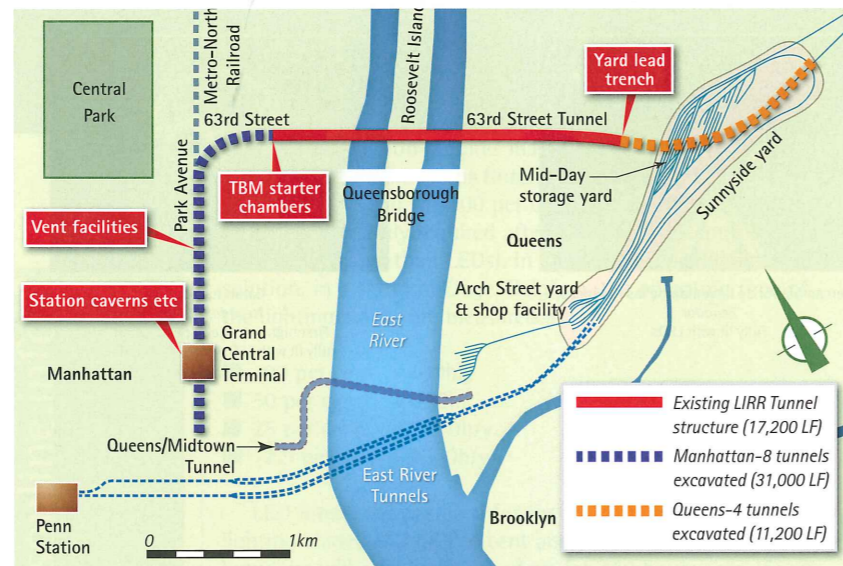 Central
Park
Metro-North
Railroad
Roosevelt Island
Yard lead
trench
63rd Street
63rd Street Tunnel
Park Avenue
TBM starter
chambers
Mid-Day
storage yard
Sunnyside yard
Queensborough
Bridge
Vent facilities
Queens
Station caverns etc
Arch Street yard
& shop facility
East
River
Grand
Central
Terminal
Manhattan
Queens/Midtown
Tunnel
East River
Tunnels
Brooklyn
Penn
Station
0 1km
Existing LIRR Tunnel
structure (17,200 LF)
Manhattan-8 tunnels
excavated (31,000 LF)
Queens-4 tunnels
excavated (11,200 LF)